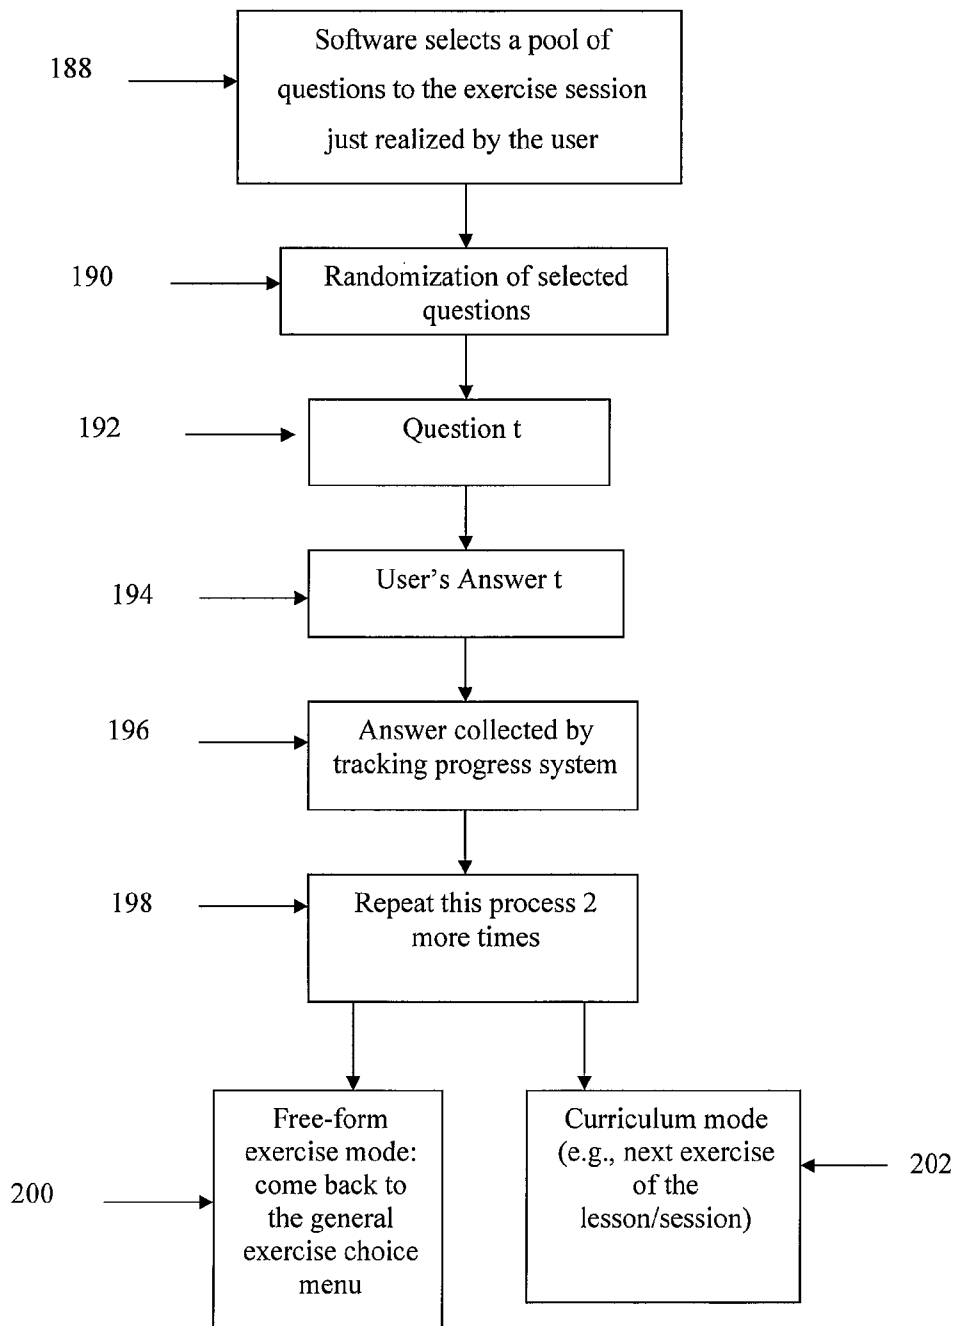 188
Software selects a pool of
questions to the exercise session
just realized by the user
190
Randomization of selected
questions
192
Question t
194
User's Answer t
196
Answer collected by
tracking progress system
198
Repeat this process 2
more times
200
Free-form
exercise mode:
come back to
the general
exercise choice
menu
Curriculum mode
(e.g., next exercise
of the
lesson/session)
202